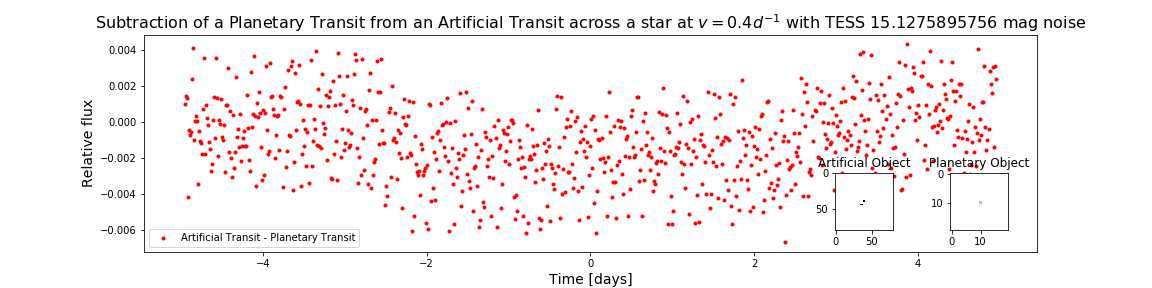 Subtraction of a Planetary Transit from an Artificial Transit across a star at v = 0.4d⁻¹ with TESS 15.1275895756 mag noise
Relative flux
0.004
0.002
0.000
−0.002
−0.004
−0.006
Artificial Transit - Planetary Transit
Artificial Object
0
50
0 50
Planetary Object
0
10
0 10
−4 −2 0 2 4
Time [days]